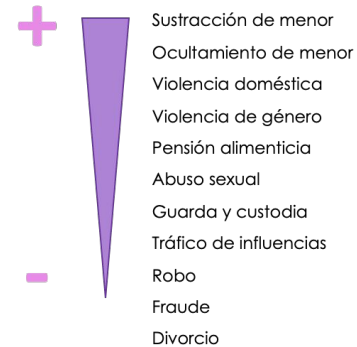 +
Sustracción de menor
Ocultamiento de menor
Violencia doméstica
Violencia de género
Pensión alimenticia
Abuso sexual
Guarda y custodia
Tráfico de influencias
Robo
-
Fraude
Divorcio